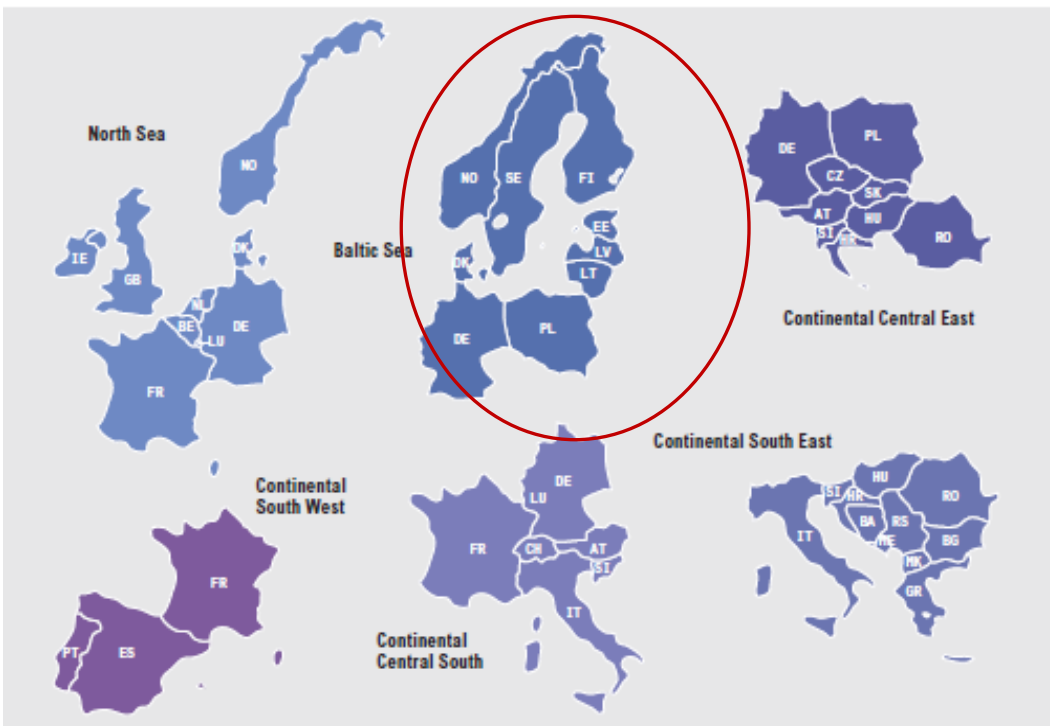 North Sea
NO
IE
GB
DK
NL
BE
LU
DE
FR
Baltic Sea
NO
SE
FI
EE
LV
LT
DK
DE
PL
DE
PL
CZ
SK
AT
HU
SI
HR
RO
Continental Central East
Continental
South West
FR
PT
ES
DE
LU
FR
CH
AT
SI
IT
Continental
Central South
Continental South East
HU
SI
HR
RO
IT
BA
RS
ME
BG
MK
GR